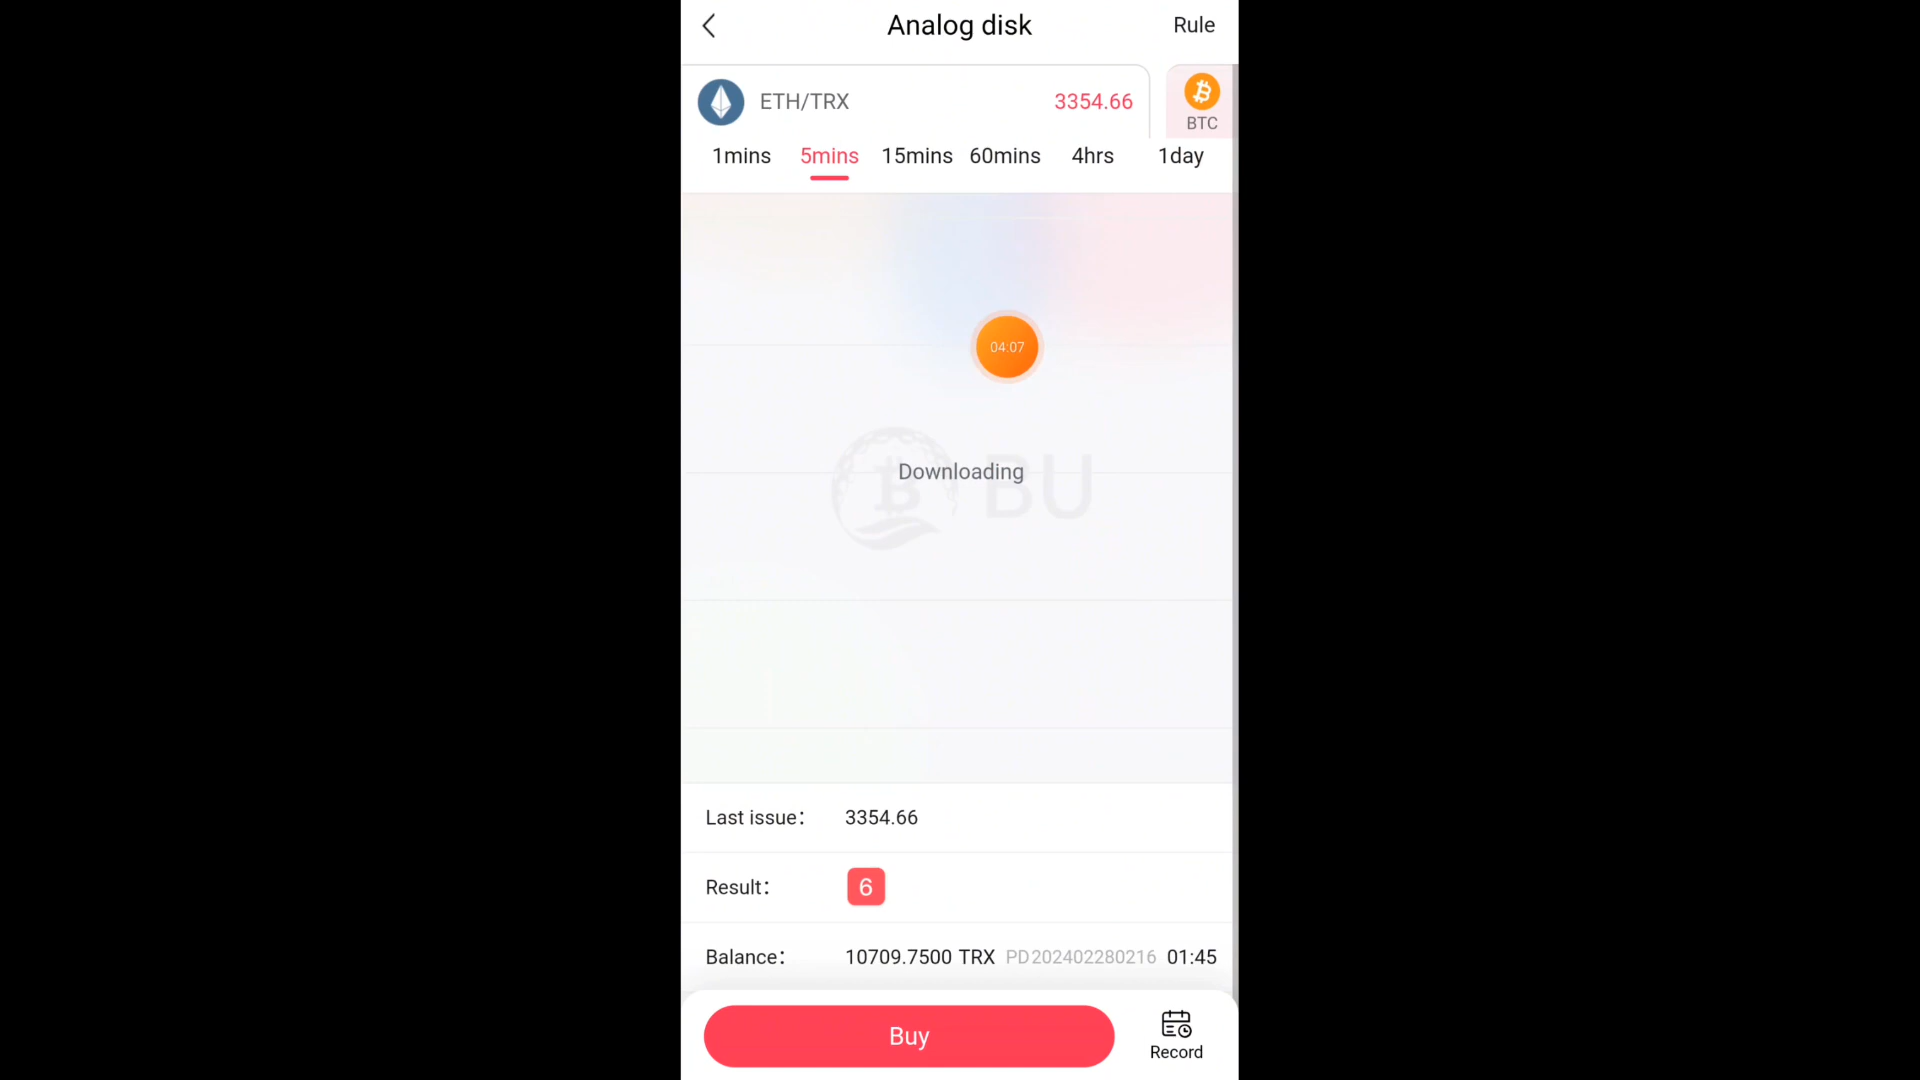 Analog disk
Rule
ETH/TRX
3354.66
BTC
1mins
5mins
15mins
60mins
4hrs
1day
04:07
Downloading
BU
Last issue：
3354.66
Result：
6
Balance：
10709.7500 TRX
PD202402280216
01:45
Buy
Record